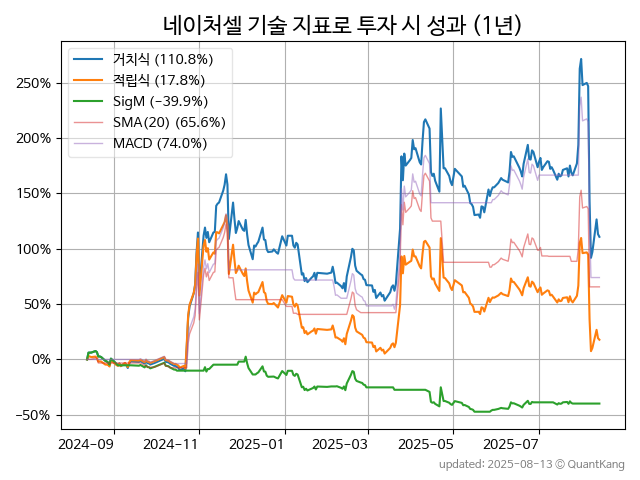 네이처셀 기술 지표로 투자 시 성과 (1년)
거치식 (110.8%)
적립식 (17.8%)
SigM (-39.9%)
SMA(20) (65.6%)
MACD (74.0%)
250%
200%
150%
100%
50%
0%
−50%
2024-09 2024-11 2025-01 2025-03 2025-05 2025-07
updated: 2025-08-13 © QuantKang